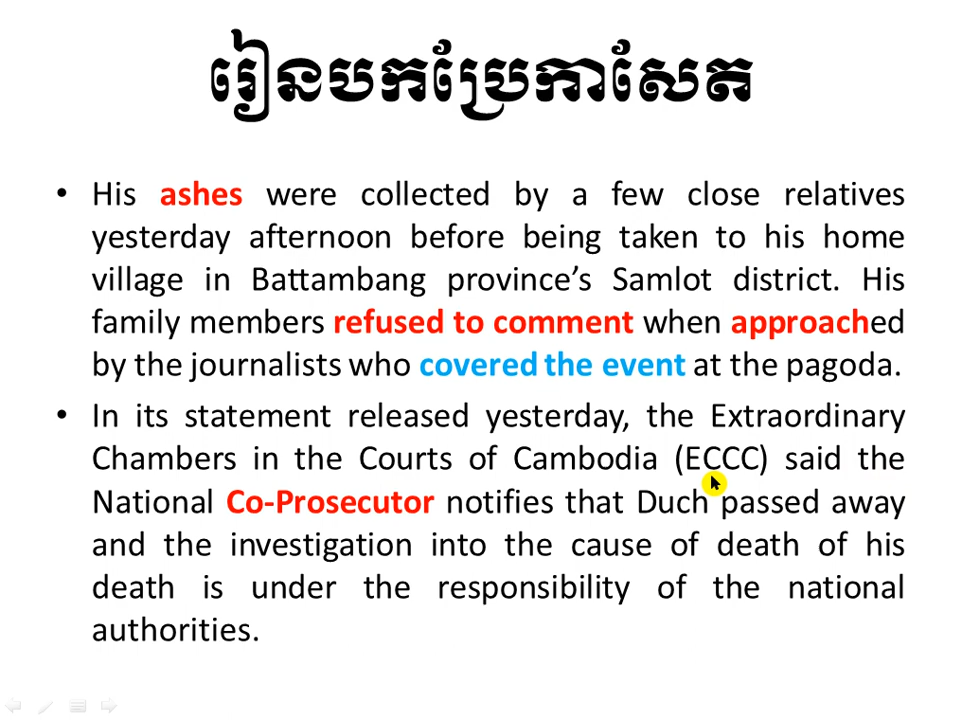 រៀនបកប្រែកាសែត
• His ashes were collected by a few close relatives
yesterday afternoon before being taken to his home
village in Battambang province’s Samlot district. His
family members refused to comment when approached
by the journalists who covered the event at the pagoda.
• In its statement released yesterday, the Extraordinary
Chambers in the Courts of Cambodia (ECCC) said the
National Co-Prosecutor notifies that Duch passed away
and the investigation into the cause of death of his
death is under the responsibility of the national
authorities.